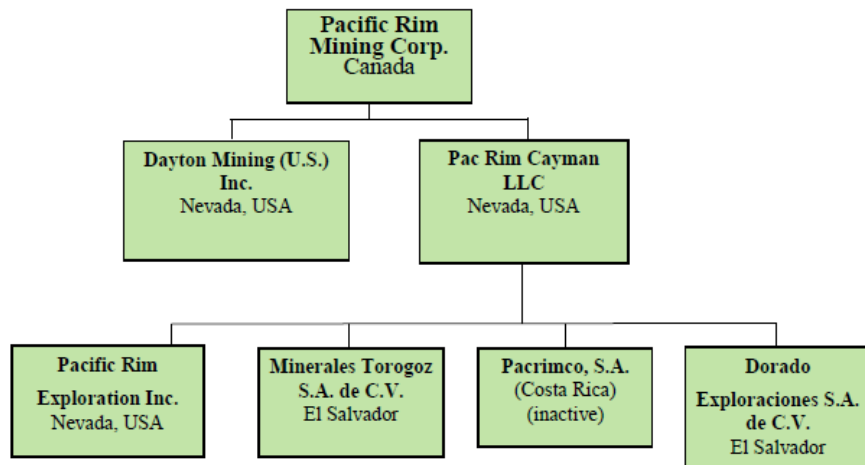 Pacific Rim
Mining Corp.
Canada
Dayton Mining (U.S.)
Inc.
Nevada, USA
Pac Rim Cayman
LLC
Nevada, USA
Pacific Rim
Exploration Inc.
Nevada, USA
Minerales Torogoz
S.A. de C.V.
El Salvador
Pacrimco, S.A.
(Costa Rica)
(inactive)
Dorado
Exploraciones S.A.
de C.V.
El Salvador